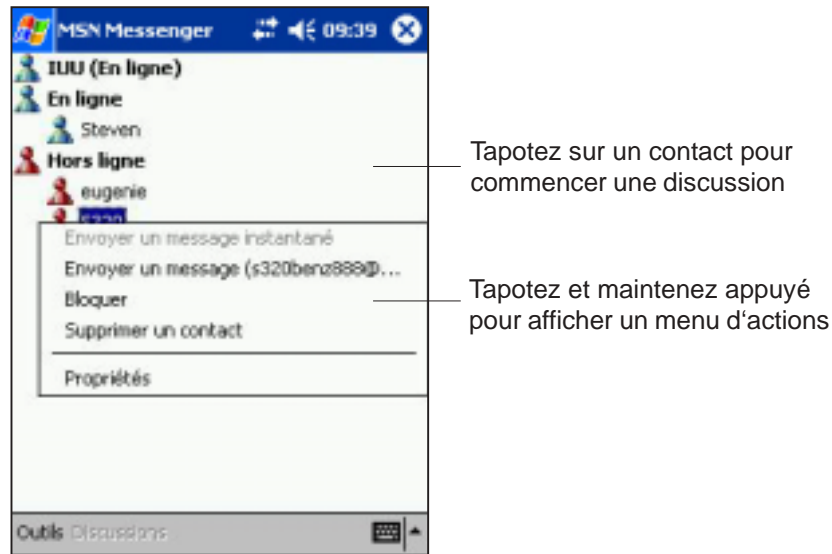 MSN Messenger 09:39
IUU (En ligne)
En ligne
Steven
Hors ligne
eugenie
s320
Envoyer un message instantané
Envoyer un message (s320benz888@...
Bloquer
Supprimer un contact
Propriétés
Outils Discussions
Tapotez sur un contact pour
commencer une discussion
Tapotez et maintenez appuyé
pour afficher un menu d‘actions